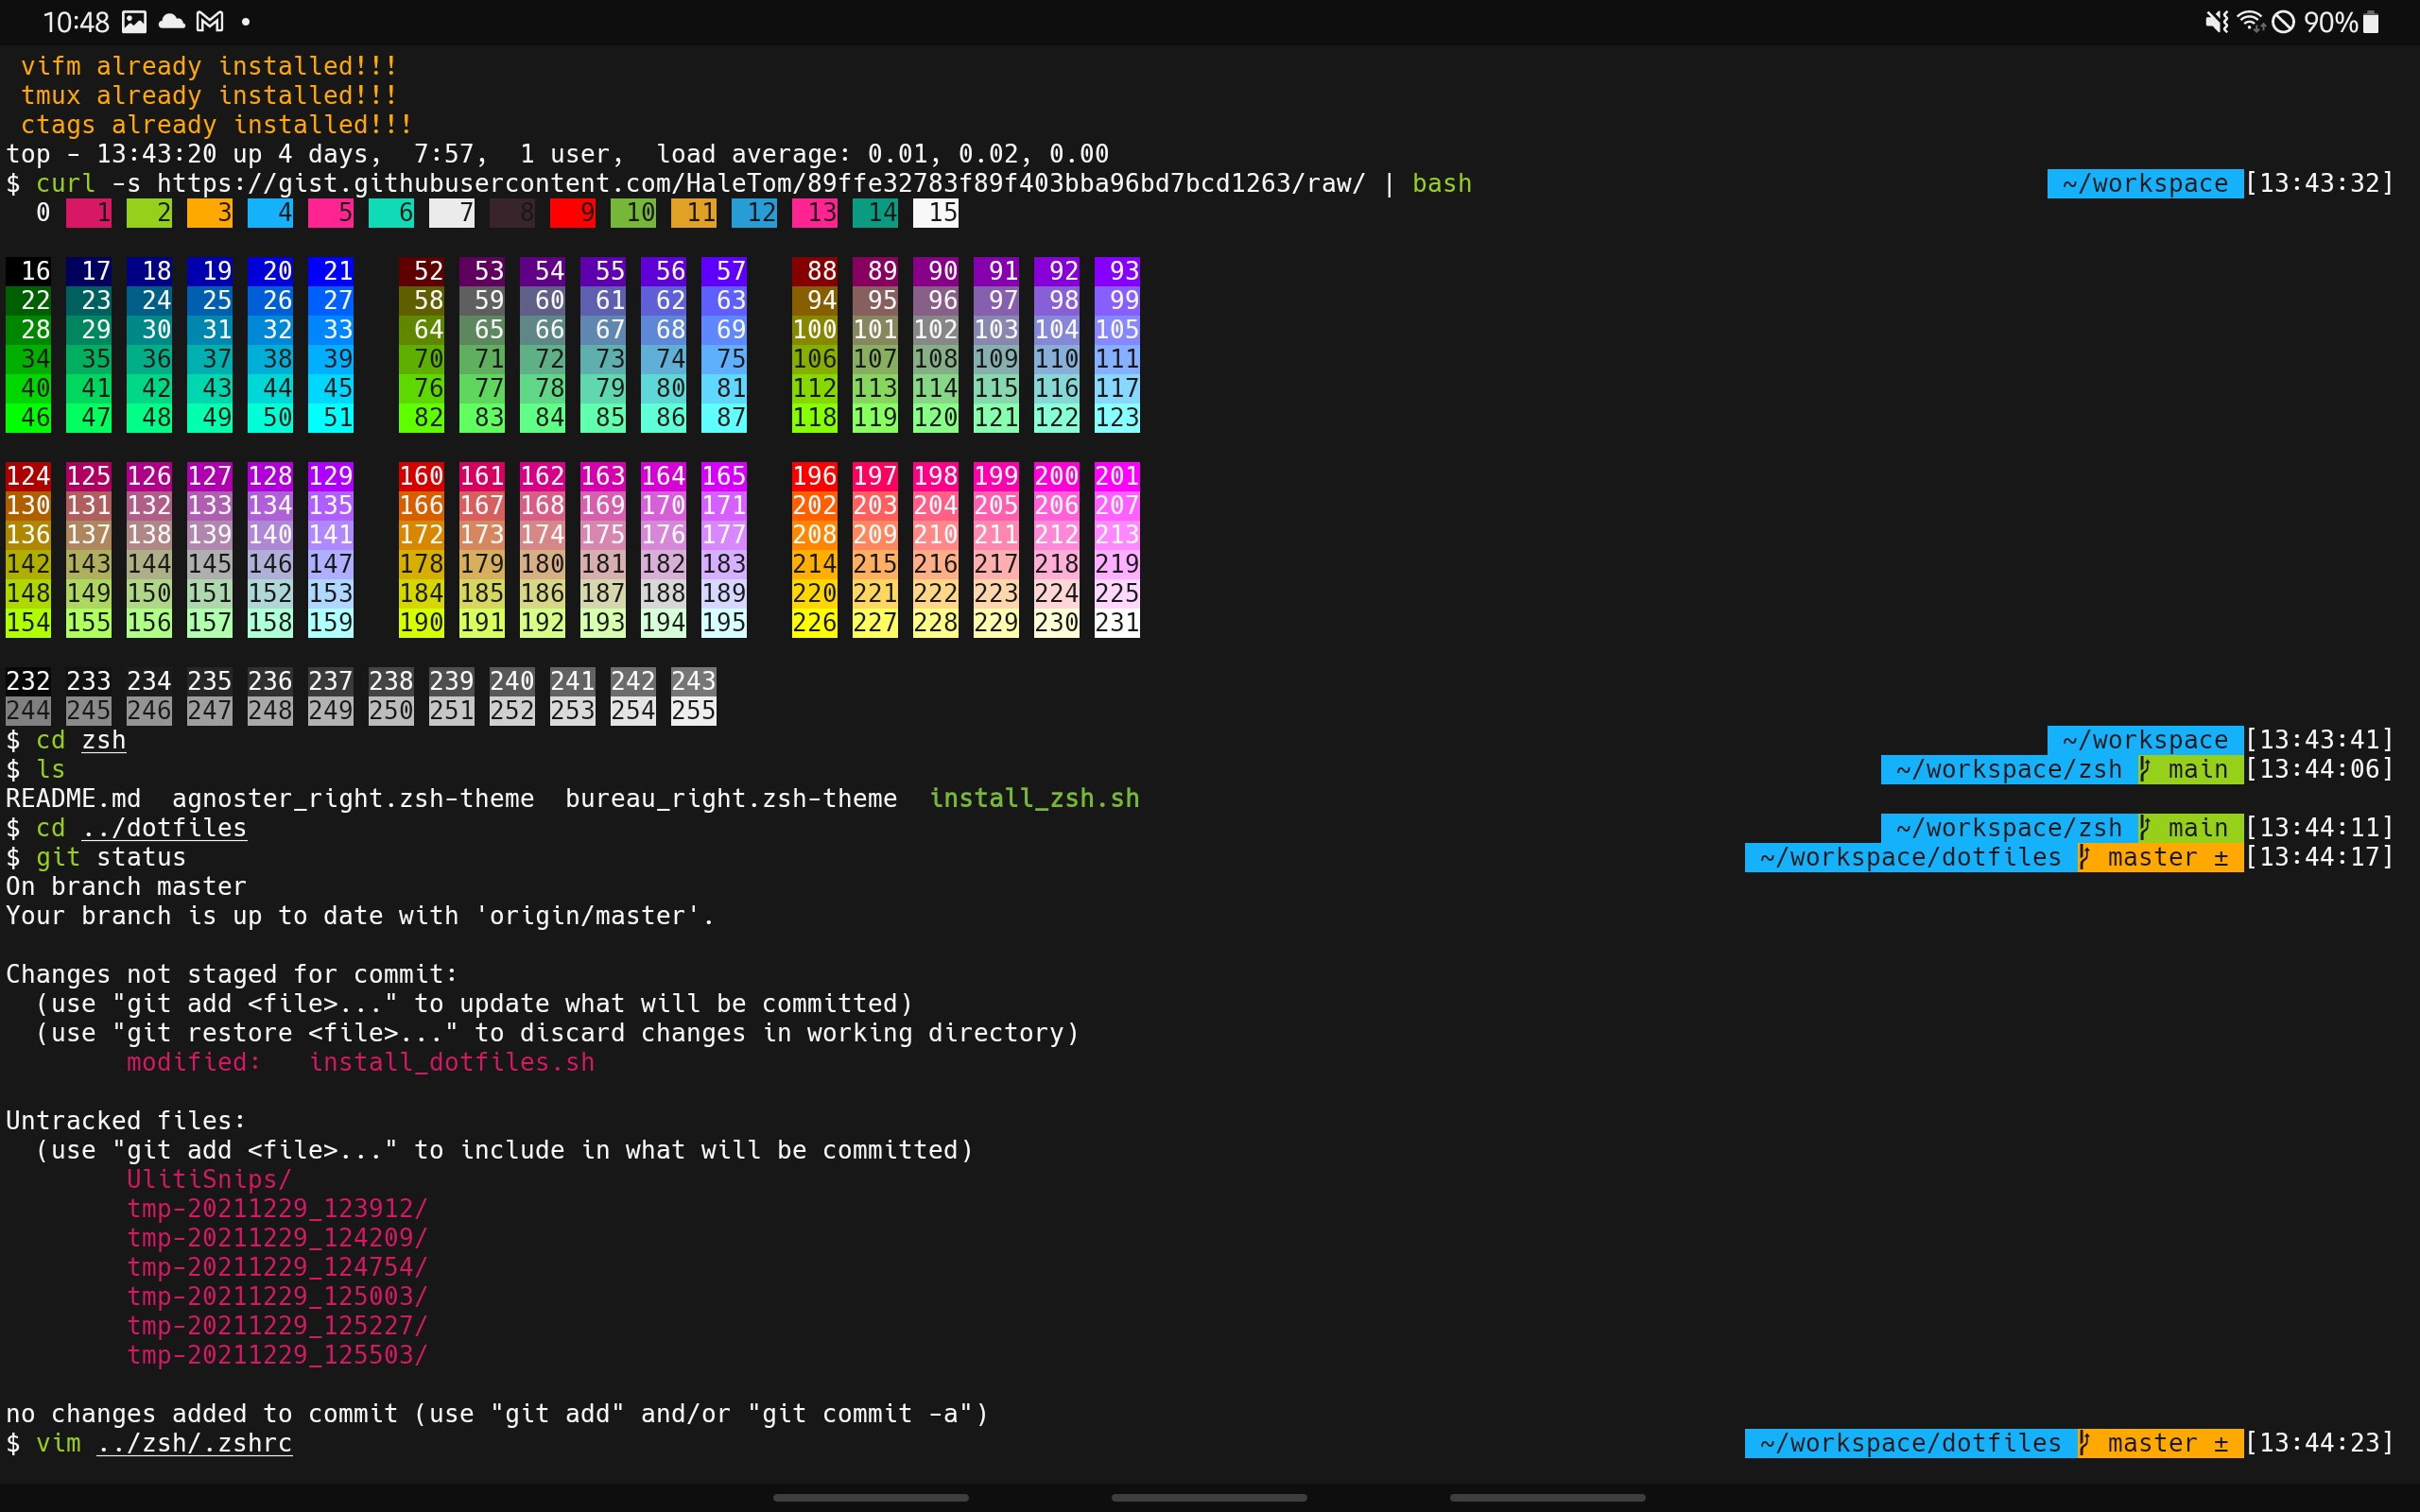 10:48 90%
vifm already installed!!!
tmux already installed!!!
ctags already installed!!!
top - 13:43:20 up 4 days,  7:57,  1 user,  load average: 0.01, 0.02, 0.00
$ curl -s https://gist.githubusercontent.com/HaleTom/89ffe32783f89f403bba96bd7bcd1263/raw/ | bash ~/workspace [13:43:32]
0 1 2 3 4 5 6 7 8 9 10 11 12 13 14 15
16 17 18 19 20 21 52 53 54 55 56 57 88 89 90 91 92 93
22 23 24 25 26 27 58 59 60 61 62 63 94 95 96 97 98 99
28 29 30 31 32 33 64 65 66 67 68 69 100 101 102 103 104 105
34 35 36 37 38 39 70 71 72 73 74 75 106 107 108 109 110 111
40 41 42 43 44 45 76 77 78 79 80 81 112 113 114 115 116 117
46 47 48 49 50 51 82 83 84 85 86 87 118 119 120 121 122 123
124 125 126 127 128 129 160 161 162 163 164 165 196 197 198 199 200 201
130 131 132 133 134 135 166 167 168 169 170 171 202 203 204 205 206 207
136 137 138 139 140 141 172 173 174 175 176 177 208 209 210 211 212 213
142 143 144 145 146 147 178 179 180 181 182 183 214 215 216 217 218 219
148 149 150 151 152 153 184 185 186 187 188 189 220 221 222 223 224 225
154 155 156 157 158 159 190 191 192 193 194 195 226 227 228 229 230 231
232 233 234 235 236 237 238 239 240 241 242 243
244 245 246 247 248 249 250 251 252 253 254 255
$ cd zsh ~/workspace [13:43:41]
$ ls ~/workspace/zsh main [13:44:06]
README.md  agnoster_right.zsh-theme  bureau_right.zsh-theme  install_zsh.sh
$ cd ../dotfiles ~/workspace/zsh main [13:44:11]
$ git status ~/workspace/dotfiles master ± [13:44:17]
On branch master
Your branch is up to date with 'origin/master'.
Changes not staged for commit:
(use "git add <file>..." to update what will be committed)
(use "git restore <file>..." to discard changes in working directory)
modified:   install_dotfiles.sh
Untracked files:
(use "git add <file>..." to include in what will be committed)
UlitiSnips/
tmp-20211229_123912/
tmp-20211229_124209/
tmp-20211229_124754/
tmp-20211229_125003/
tmp-20211229_125227/
tmp-20211229_125503/
no changes added to commit (use "git add" and/or "git commit -a")
$ vim ../zsh/.zshrc ~/workspace/dotfiles master ± [13:44:23]